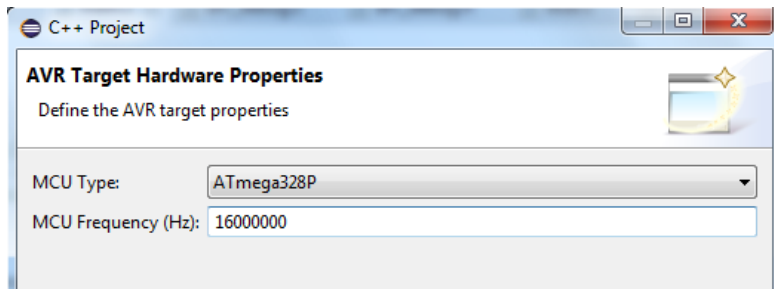 C++ Project
AVR Target Hardware Properties
Define the AVR target properties
MCU Type: ATmega328P
MCU Frequency (Hz): 16000000